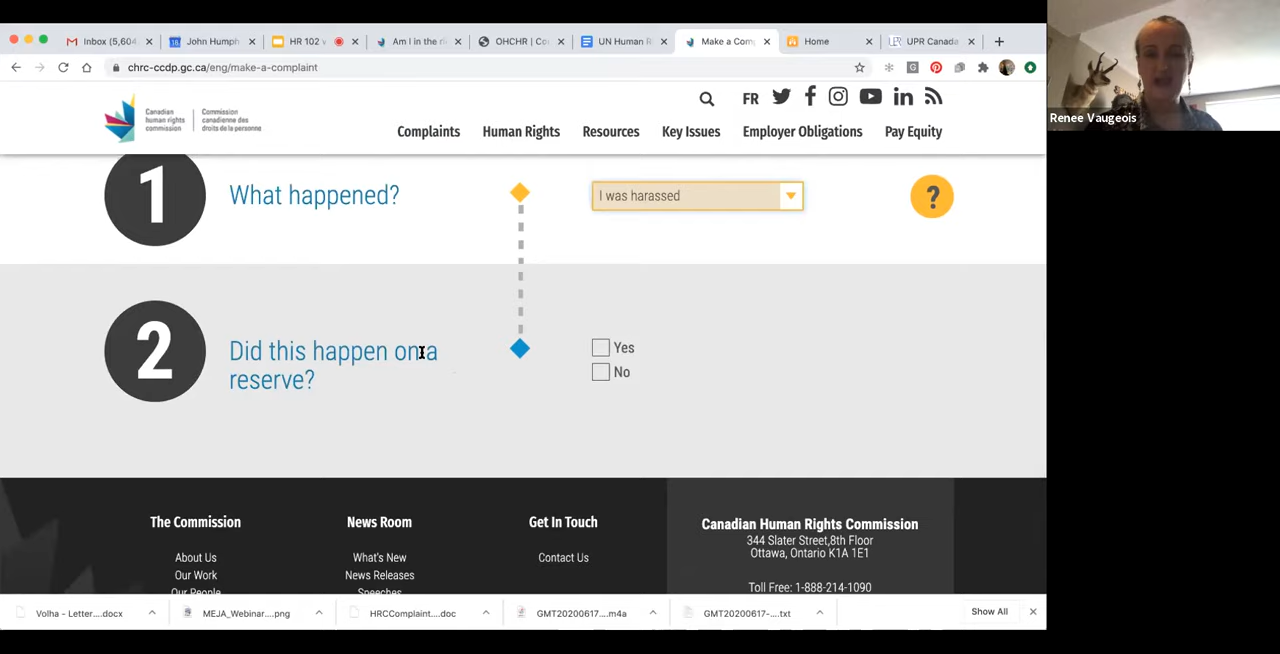 Inbox (5,604
John Humph
HR 102 v
Am I in the ri
OHCHR | Co
UN Human R
Make a Com
Home
UPR Canada
chrc-ccdp.gc.ca/eng/make-a-complaint
Canadian
human rights
commission
Commission
canadienne des
droits de la personne
FR
Complaints
Human Rights
Resources
Key Issues
Employer Obligations
Pay Equity
Renee Vaugeois
1
What happened?
I was harassed
?
2
Did this happen on a
reserve?
Yes
No
The Commission
News Room
Get In Touch
Canadian Human Rights Commission
344 Slater Street,8th Floor
Ottawa, Ontario K1A 1E1
About Us
What's New
Contact Us
Our Work
News Releases
Toll Free: 1-888-214-1090
Our People
Speeches
Volha - Letter....docx
MEJA_Webinar....png
HRCComplaint....doc
GMT20200617....m4a
GMT20200617-....txt
Show All